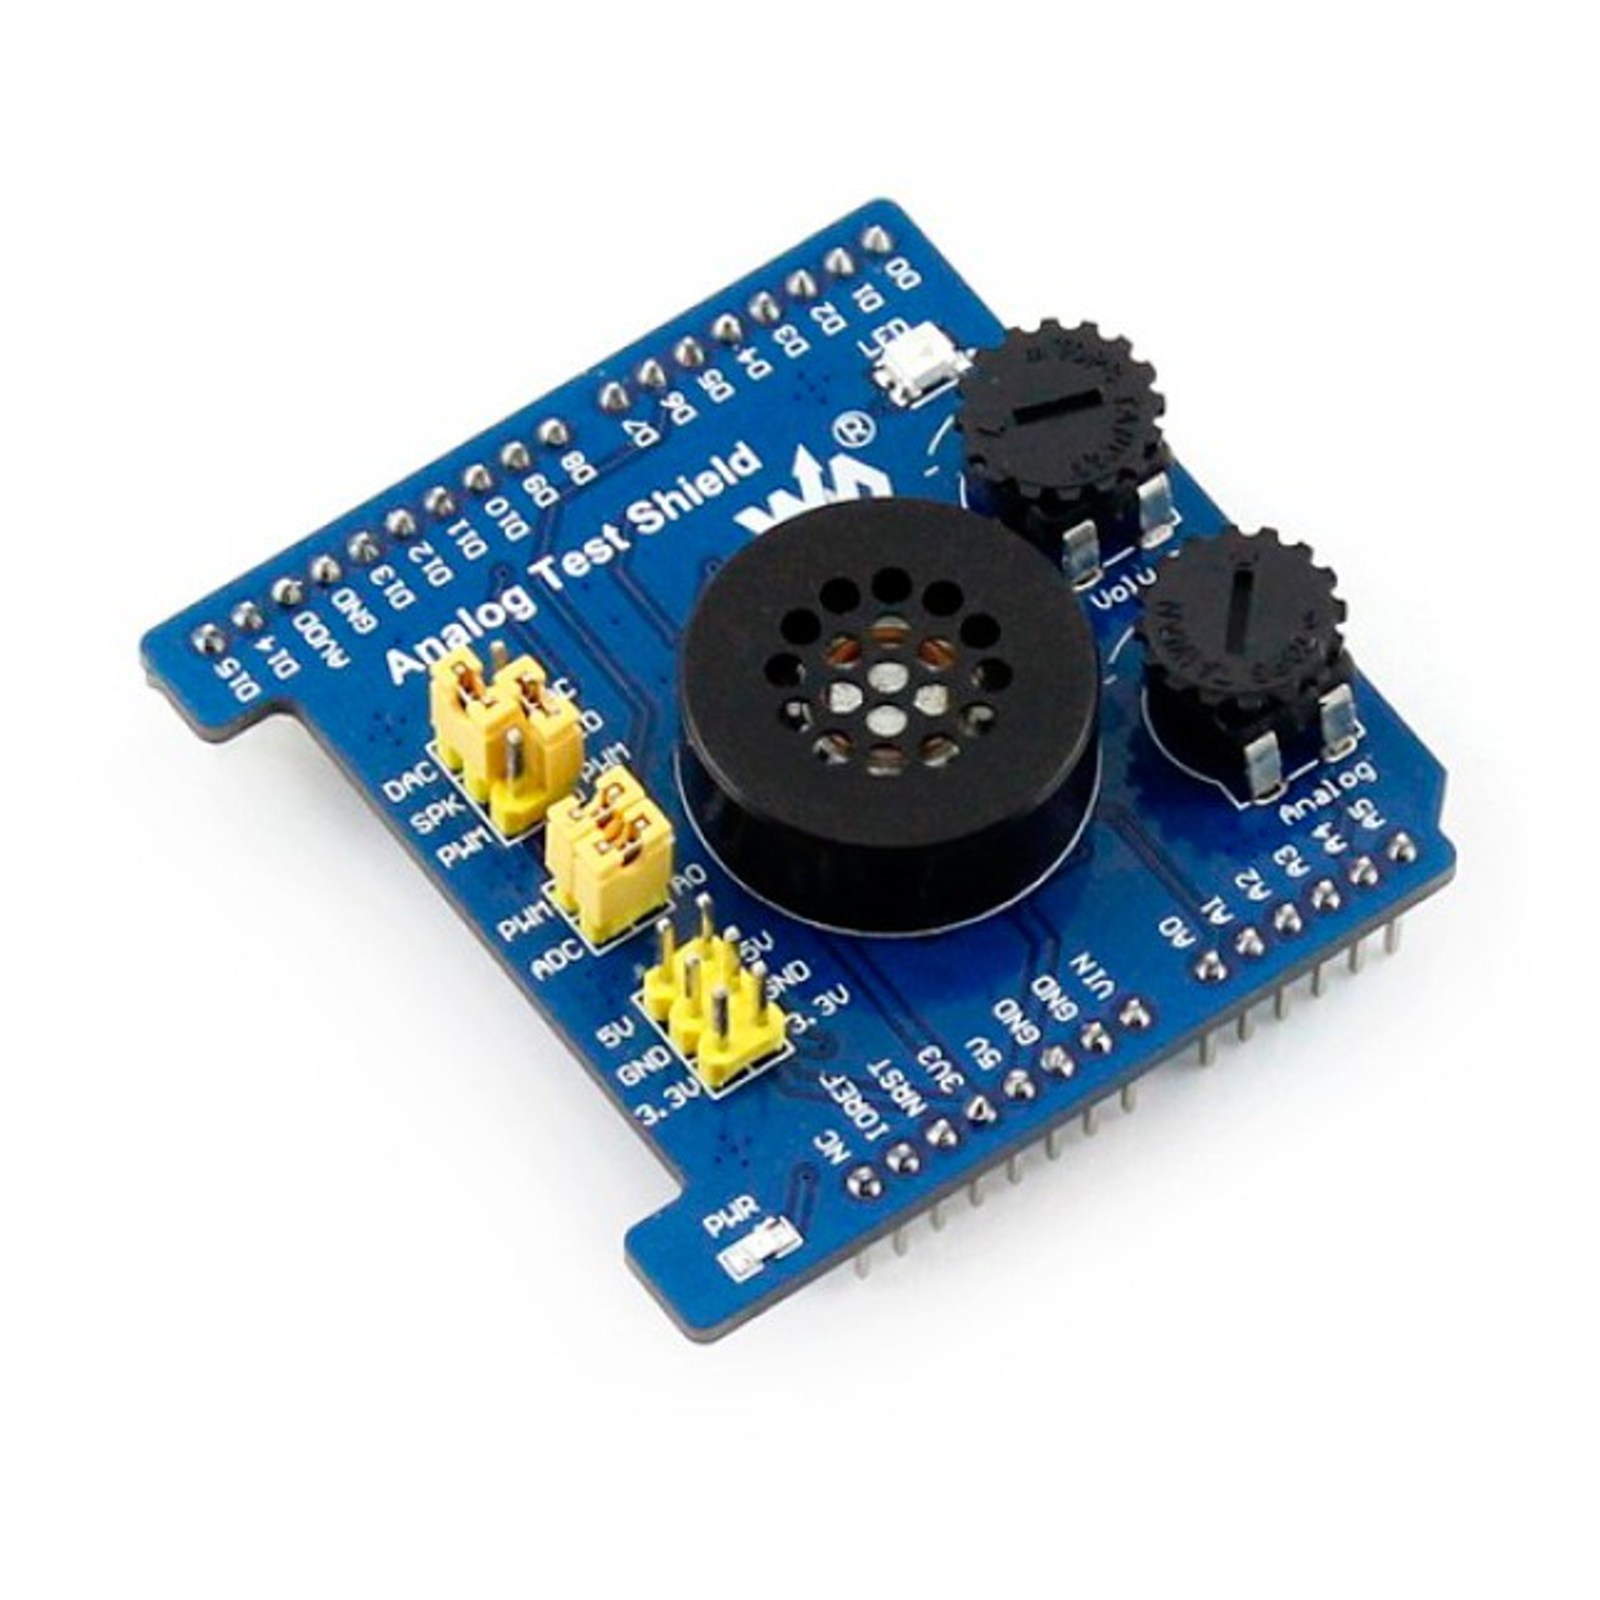 D0
D1
D2
D3
D4
D5
D6
D7
D8
D9
D10
D11
D12
D13
GND
AVDD
D14
D15
LED
®
Analog Test Shield
DAC
SPK
PWM
PWM
PWM
ADC
A0
5V
GND
3.3V
5V
GND
3.3V
Analog
A5
A4
A3
A2
A1
A0
VIN
GND
GND
5V
3V3
NRST
IOREF
NC
PWR